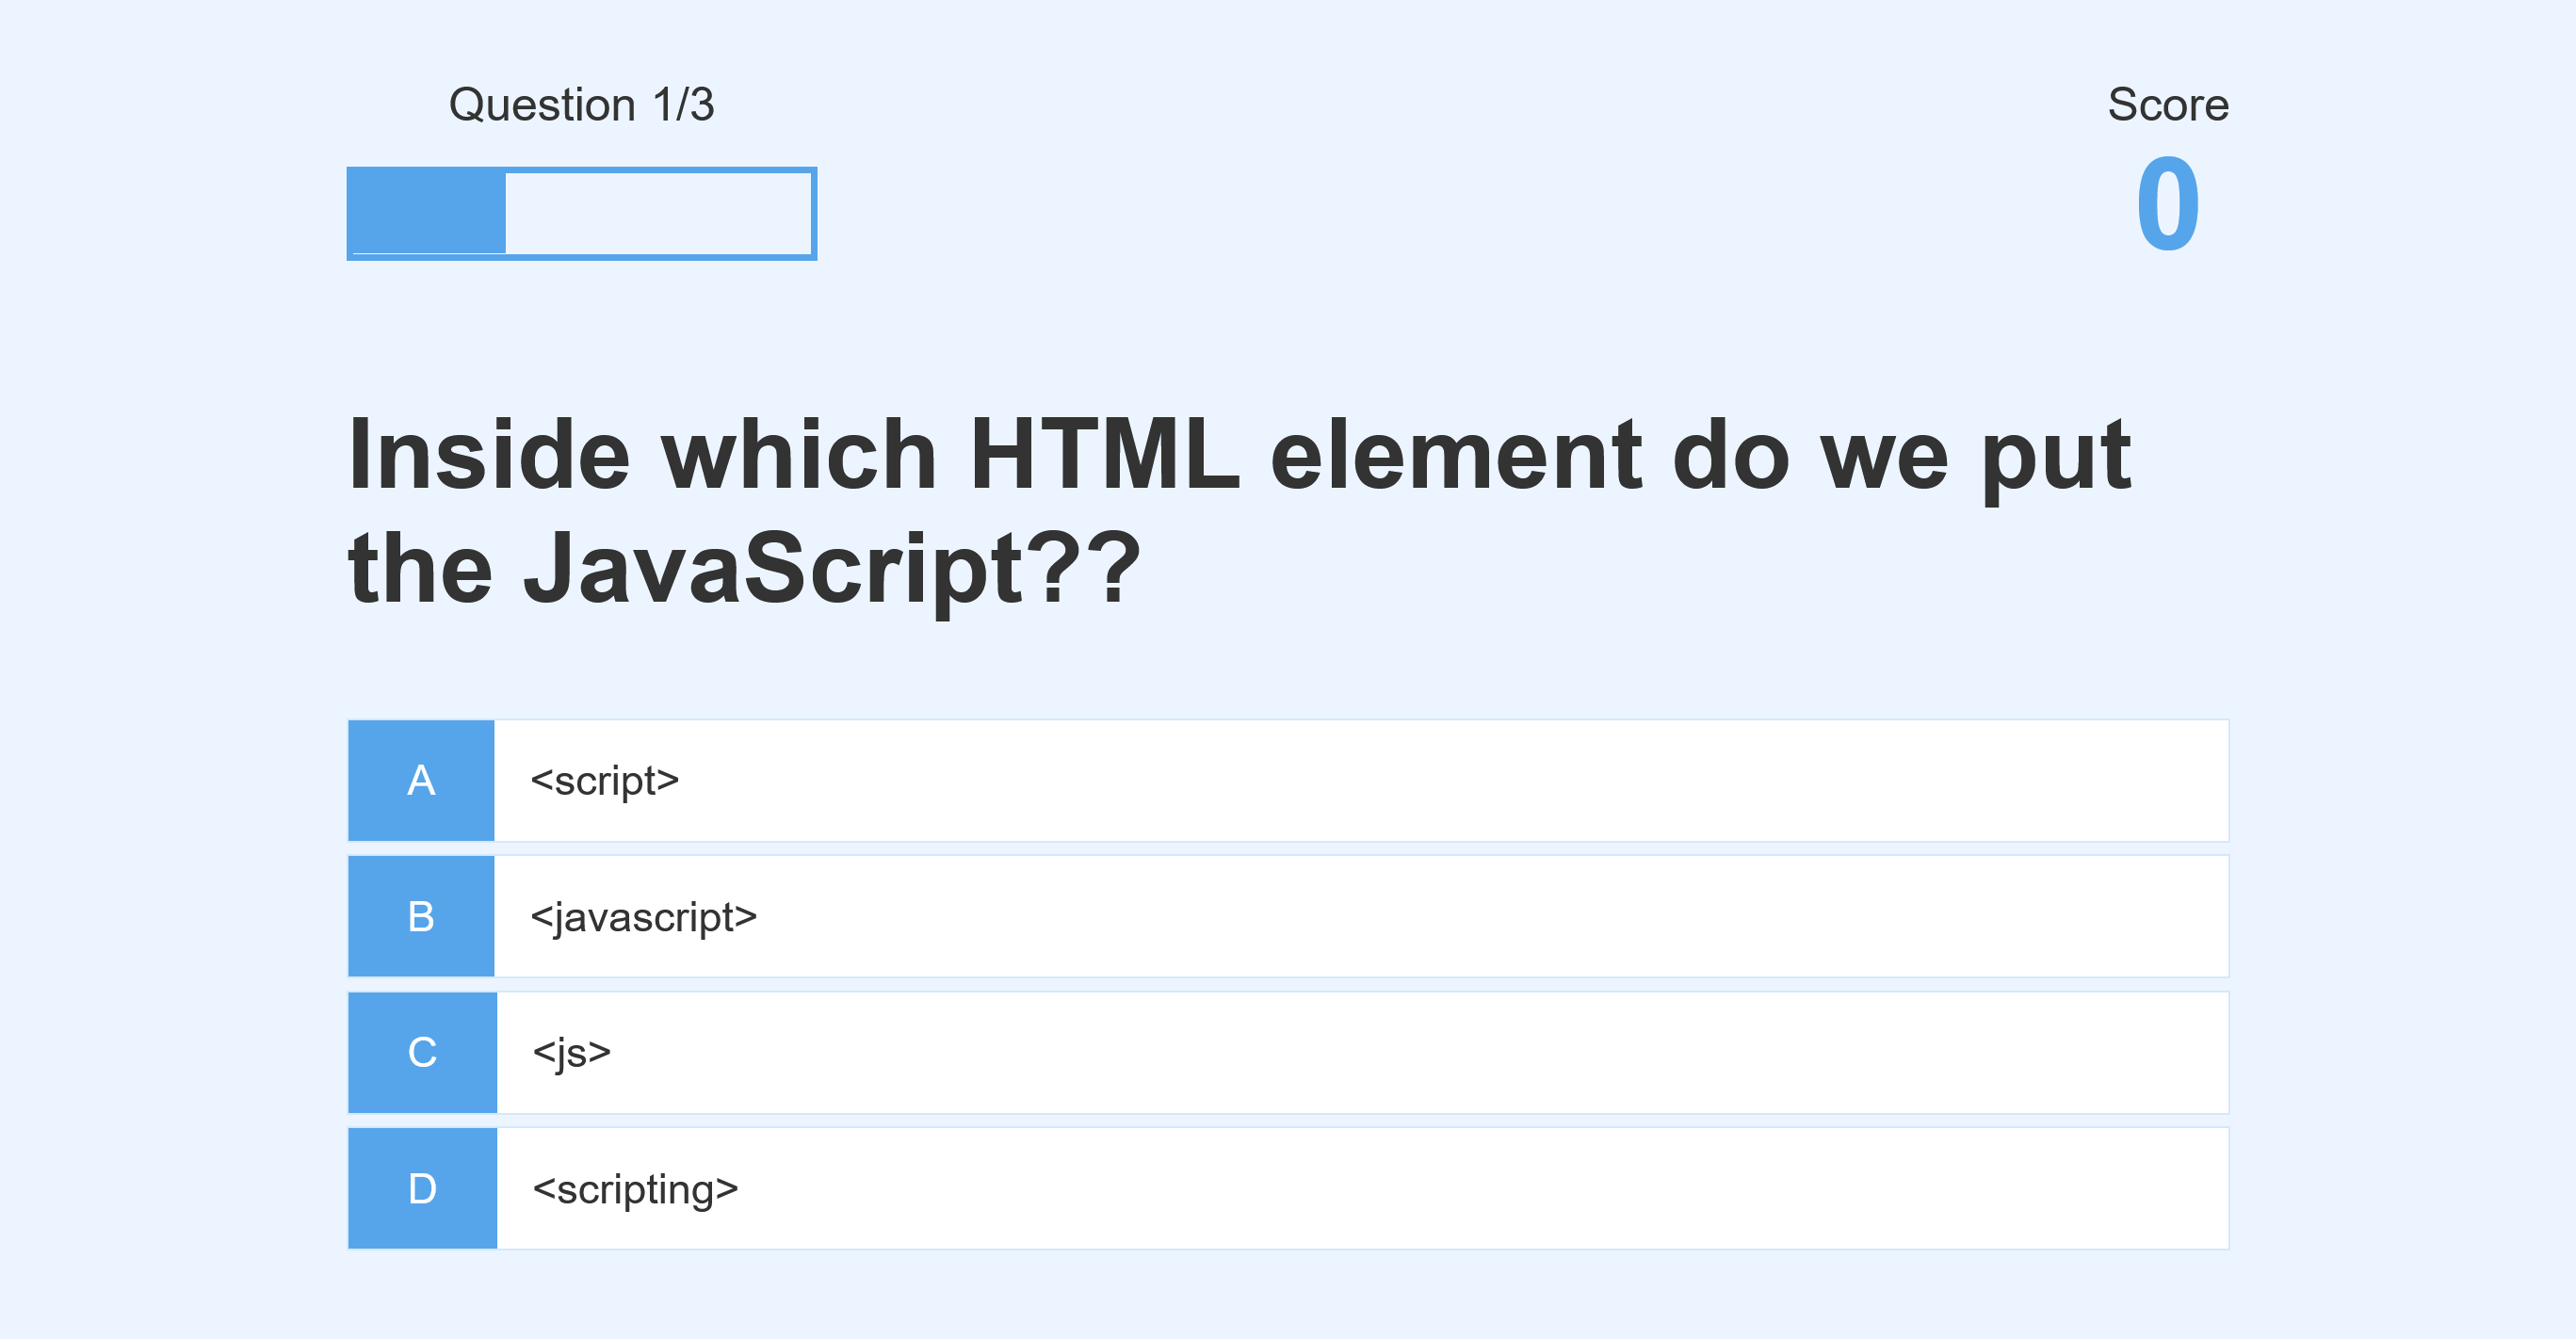 Question 1/3
Score
0
Inside which HTML element do we put
the JavaScript??
A <script>
B <javascript>
C <js>
D <scripting>